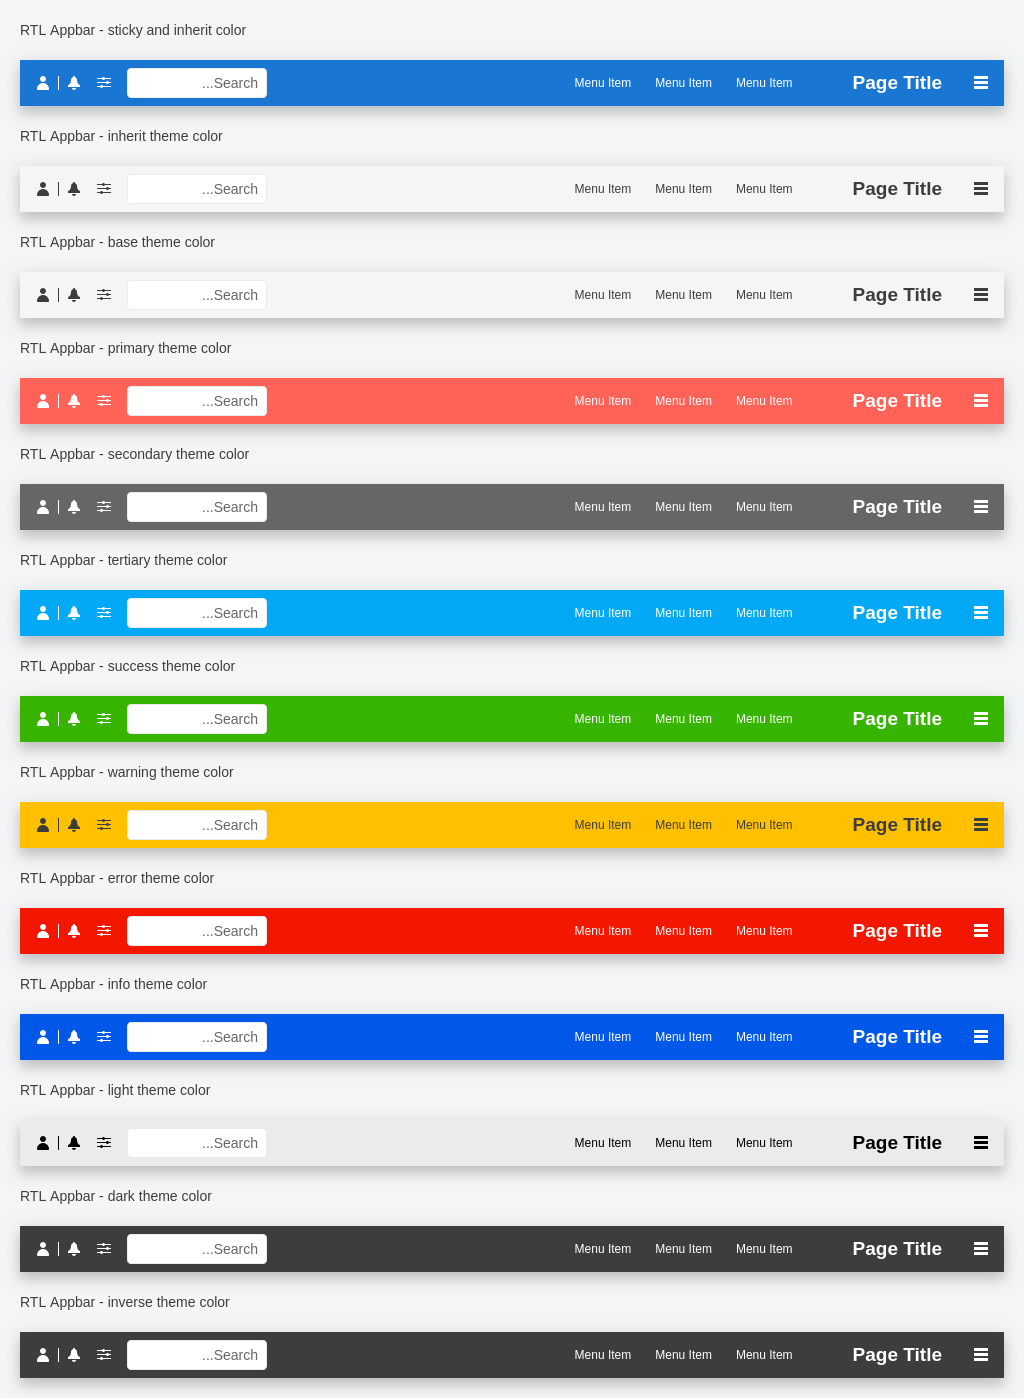 RTL Appbar - sticky and inherit color
...Search Menu Item Menu Item Menu Item Page Title
RTL Appbar - inherit theme color
...Search Menu Item Menu Item Menu Item Page Title
RTL Appbar - base theme color
...Search Menu Item Menu Item Menu Item Page Title
RTL Appbar - primary theme color
...Search Menu Item Menu Item Menu Item Page Title
RTL Appbar - secondary theme color
...Search Menu Item Menu Item Menu Item Page Title
RTL Appbar - tertiary theme color
...Search Menu Item Menu Item Menu Item Page Title
RTL Appbar - success theme color
...Search Menu Item Menu Item Menu Item Page Title
RTL Appbar - warning theme color
...Search Menu Item Menu Item Menu Item Page Title
RTL Appbar - error theme color
...Search Menu Item Menu Item Menu Item Page Title
RTL Appbar - info theme color
...Search Menu Item Menu Item Menu Item Page Title
RTL Appbar - light theme color
...Search Menu Item Menu Item Menu Item Page Title
RTL Appbar - dark theme color
...Search Menu Item Menu Item Menu Item Page Title
RTL Appbar - inverse theme color
...Search Menu Item Menu Item Menu Item Page Title